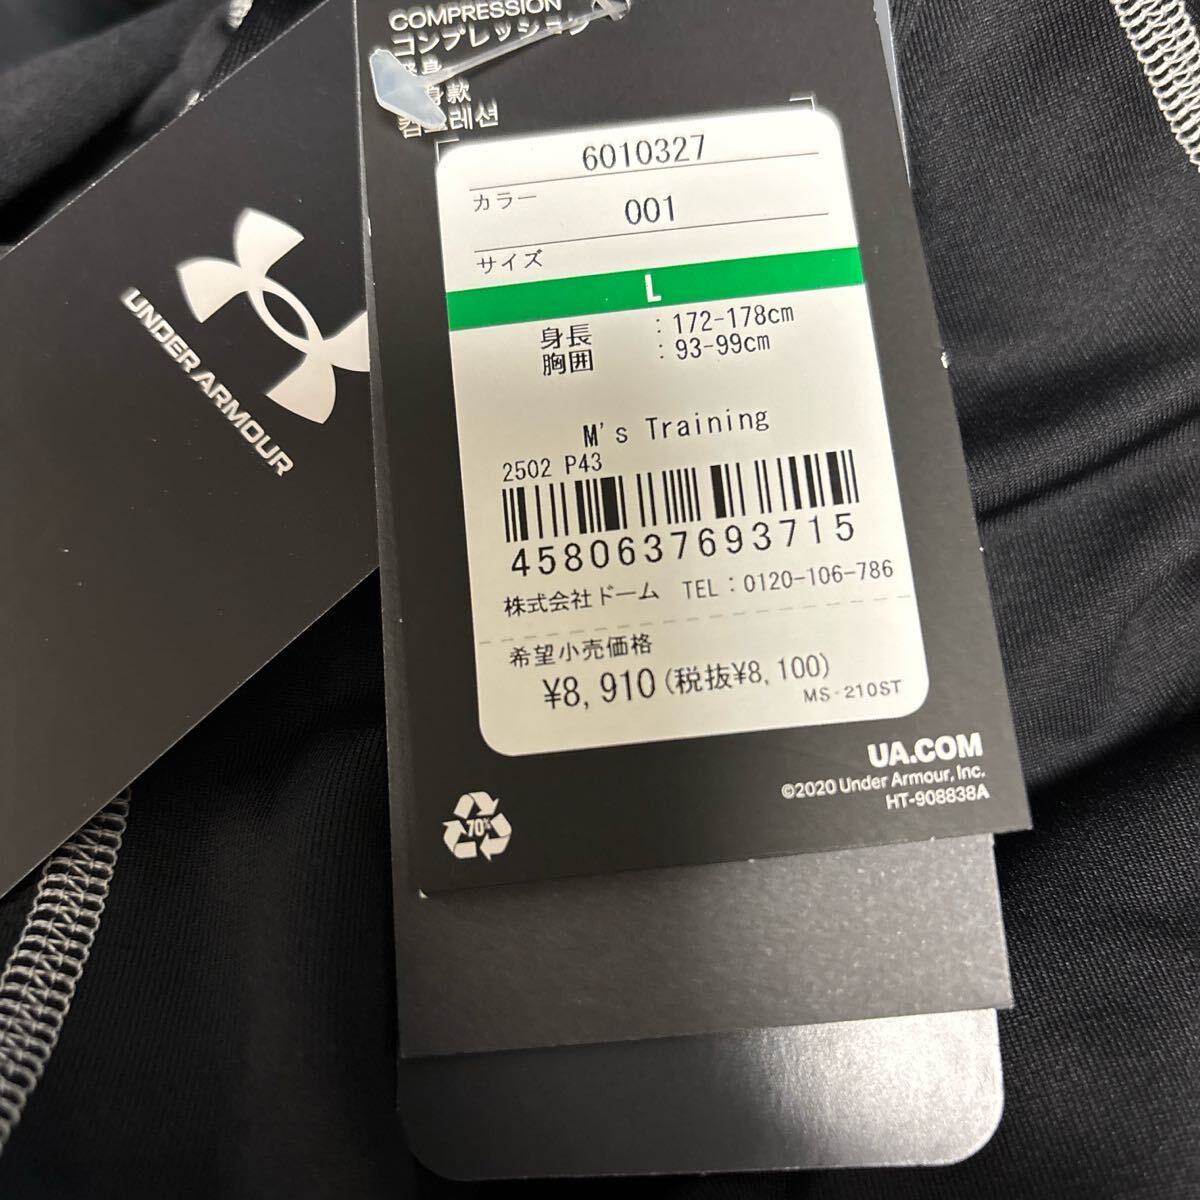 COMPRESSION
コンプレッション
身款
6010327
カラー
001
サイズ
L
身長 : 172-178cm
胸囲 : 93-99cm
M's Training
2502 P43
4580637693715
株式会社ドーム TEL:0120-106-786
希望小売価格
¥8,910(税抜¥8,100)
MS-210ST
UA.COM
©2020 Under Armour, Inc.
HT-908838A
70%
UNDER ARMOUR